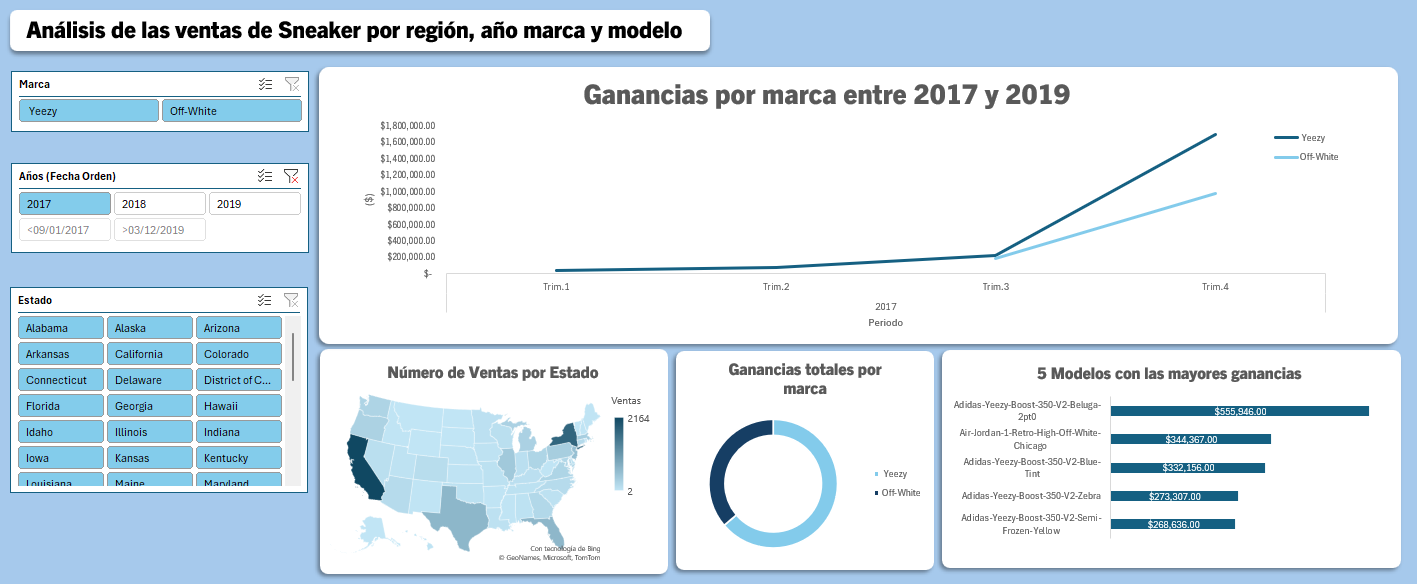 Análisis de las ventas de Sneaker por región, año marca y modelo
Marca
Yeezy
Off-White
Años (Fecha Orden)
2017
2018
2019
<09/01/2017
>03/12/2019
Estado
Alabama
Alaska
Arizona
Arkansas
California
Colorado
Connecticut
Delaware
District of C...
Florida
Georgia
Hawaii
Idaho
Illinois
Indiana
Iowa
Kansas
Kentucky
Louisiana
Maine
Maryland
Ganancias por marca entre 2017 y 2019
$1,800,000.00
$1,600,000.00
$1,400,000.00
$1,200,000.00
$1,000,000.00
$800,000.00
$600,000.00
$400,000.00
$200,000.00
$-
($)
Trim.1
Trim.2
Trim.3
Trim.4
2017
Periodo
Yeezy
Off-White
Número de Ventas por Estado
Ventas
2164
2
Con tecnología de Bing
© GeoNames, Microsoft, TomTom
Ganancias totales por
marca
Yeezy
Off-White
5 Modelos con las mayores ganancias
Adidas-Yeezy-Boost-350-V2-Beluga-
2pt0
$555,946.00
Air-Jordan-1-Retro-High-Off-White-
Chicago
$344,367.00
Adidas-Yeezy-Boost-350-V2-Blue-
Tint
$332,156.00
Adidas-Yeezy-Boost-350-V2-Zebra
$273,307.00
Adidas-Yeezy-Boost-350-V2-Semi-
Frozen-Yellow
$268,636.00